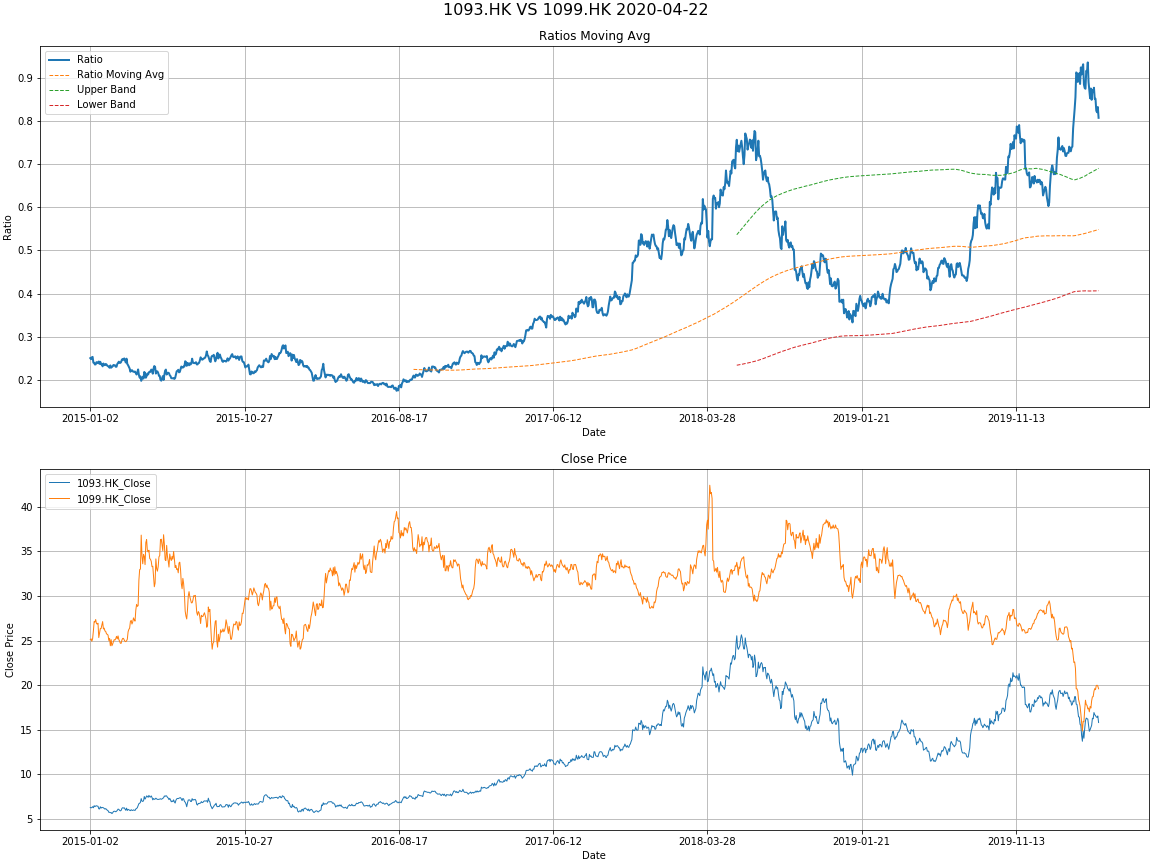 1093.HK VS 1099.HK 2020-04-22
Ratios Moving Avg
Ratio
Ratio Moving Avg
Upper Band
Lower Band
0.9
0.8
0.7
0.6
0.5
0.4
0.3
0.2
Ratio
2015-01-02 2015-10-27 2016-08-17 2017-06-12 2018-03-28 2019-01-21 2019-11-13
Date
Close Price
1093.HK_Close
1099.HK_Close
40
35
30
25
20
15
10
5
Close Price
2015-01-02 2015-10-27 2016-08-17 2017-06-12 2018-03-28 2019-01-21 2019-11-13
Date